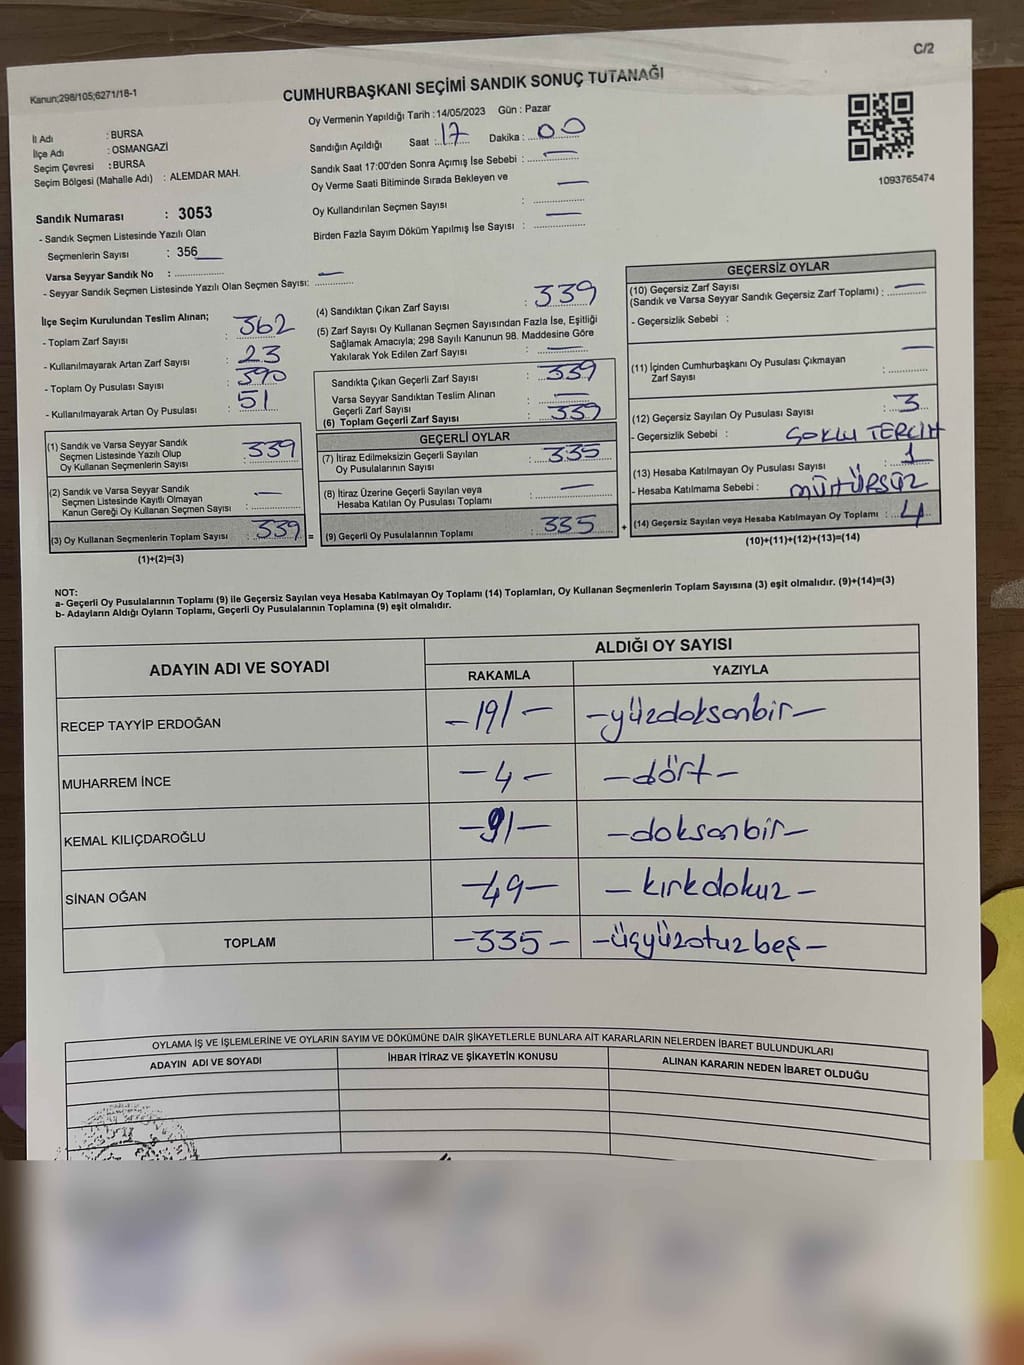 C/2
Kanun;298/105;6271/18-1
CUMHURBAŞKANI SEÇİMİ SANDIK SONUÇ TUTANAĞI
İl Adı : BURSA
İlçe Adı : OSMANGAZİ
Seçim Çevresi : BURSA
Seçim Bölgesi (Mahalle Adı) : ALEMDAR MAH.
Sandık Numarası : 3053
- Sandık Seçmen Listesinde Yazılı Olan
Seçmenlerin Sayısı : 356
Varsa Seyyar Sandık No : —
- Seyyar Sandık Seçmen Listesinde Yazılı Olan Seçmen Sayısı:
Oy Vermenin Yapıldığı Tarih : 14/05/2023 Gün : Pazar
Sandığın Açıldığı Saat : 17 Dakika : 00
Sandık Saat 17:00'den Sonra Açımış İse Sebebi : —
Oy Verme Saati Bitiminde Sırada Bekleyen ve
Oy Kullandırılan Seçmen Sayısı : —
Birden Fazla Sayım Döküm Yapılmış İse Sayısı : —
1093765474
İlçe Seçim Kurulundan Teslim Alınan;
- Toplam Zarf Sayısı : 362
- Kullanılmayarak Artan Zarf Sayısı : 23
- Toplam Oy Pusulası Sayısı : 390
- Kullanılmayarak Artan Oy Pusulası : 51
(1) Sandık ve Varsa Seyyar Sandık
Seçmen Listesinde Yazılı Olup
Oy Kullanan Seçmenlerin Sayısı : 339
(2) Sandık ve Varsa Seyyar Sandık
Seçmen Listesinde Kayıtlı Olmayan
Kanun Gereği Oy Kullanan Seçmen Sayısı : —
(3) Oy Kullanan Seçmenlerin Toplam Sayısı : 339 =
(1)+(2)=(3)
(4) Sandıktan Çıkan Zarf Sayısı : 339
(5) Zarf Sayısı Oy Kullanan Seçmen Sayısından Fazla İse, Eşitliği
Sağlamak Amacıyla; 298 Sayılı Kanunun 98. Maddesine Göre
Yakılarak Yok Edilen Zarf Sayısı : —
Sandıkta Çıkan Geçerli Zarf Sayısı : 339
Varsa Seyyar Sandıktan Teslim Alınan
Geçerli Zarf Sayısı : —
(6) Toplam Geçerli Zarf Sayısı : 339
GEÇERLİ OYLAR
(7) İtiraz Edilmeksizin Geçerli Sayılan
Oy Pusulalarının Sayısı : 335
(8) İtiraz Üzerine Geçerli Sayılan veya
Hesaba Katılan Oy Pusulası Toplamı : —
(9) Geçerli Oy Pusulalarının Toplamı : 335 +
GEÇERSİZ OYLAR
(10) Geçersiz Zarf Sayısı
(Sandık ve Varsa Seyyar Sandık Geçersiz Zarf Toplamı) : —
- Geçersizlik Sebebi :
(11) İçinden Cumhurbaşkanı Oy Pusulası Çıkmayan
Zarf Sayısı : —
(12) Geçersiz Sayılan Oy Pusulası Sayısı : 3
- Geçersizlik Sebebi : ÇOKLU TERCİH
(13) Hesaba Katılmayan Oy Pusulası Sayısı : 1
- Hesaba Katılmama Sebebi : MÜHÜRSÜZ
(14) Geçersiz Sayılan veya Hesaba Katılmayan Oy Toplamı : 4
(10)+(11)+(12)+(13)=(14)
NOT:
a- Geçerli Oy Pusulalarının Toplamı (9) ile Geçersiz Sayılan veya Hesaba Katılmayan Oy Toplamı (14) Toplamları, Oy Kullanan Seçmenlerin Toplam Sayısına (3) eşit olmalıdır. (9)+(14)=(3)
b- Adayların Aldığı Oyların Toplamı, Geçerli Oy Pusulalarının Toplamına (9) eşit olmalıdır.
ADAYIN ADI VE SOYADI ALDIĞI OY SAYISI
RAKAMLA YAZIYLA
RECEP TAYYİP ERDOĞAN –191– –yüzdoksanbir–
MUHARREM İNCE –4– –dört–
KEMAL KILIÇDAROĞLU –91– –doksanbir–
SİNAN OĞAN –49– –kırkdokuz–
TOPLAM –335– –üçyüzotuzbeş–
OYLAMA İŞ VE İŞLEMLERİNE VE OYLARIN SAYIM VE DÖKÜMÜNE DAİR ŞİKAYETLERLE BUNLARA AİT KARARLARIN NELERDEN İBARET BULUNDUKLARI
ADAYIN ADI VE SOYADI İHBAR İTİRAZ VE ŞİKAYETİN KONUSU ALINAN KARARIN NEDEN İBARET OLDUĞU